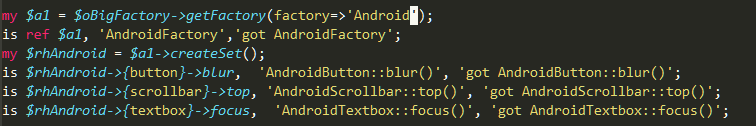 my $a1 = $oBigFactory->getFactory(factory=>'Android');
is ref $a1, 'AndroidFactory','got AndroidFactory';
my $rhAndroid = $a1->createSet();
is $rhAndroid->{button}->blur,  'AndroidButton::blur()', 'got AndroidButton::blur()';
is $rhAndroid->{scrollbar}->top, 'AndroidScrollbar::top()', 'got AndroidScrollbar::top()';
is $rhAndroid->{textbox}->focus,  'AndroidTextbox::focus()', 'got AndroidTextbox::focus()';